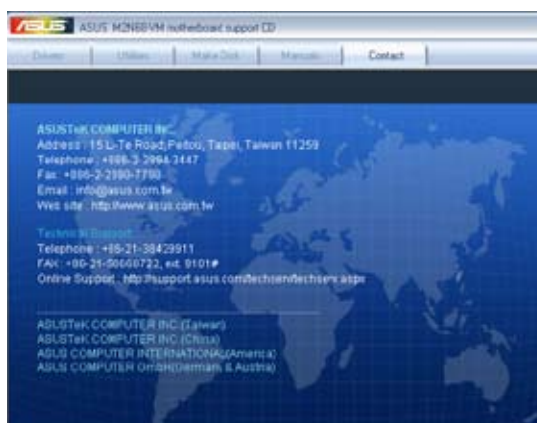 ASUS
ASUS M2N68-VM motherboard support CD
Drivers Utilities Make Disk Manuals Contact
ASUSTeK COMPUTER INC.
Address : 15 Li-Te Road, Peitou, Taipei, Taiwan 11259
Telephone : +886-2-2894-3447
Fax: +886-2-2890-7798
Email : info@asus.com.tw
Web site : http://www.asus.com.tw
Technical Support
Telephone : +86-21-38429911
FAX: +86-21-58668722, ext. 9101#
Online Support : http://support.asus.com/techserv/techserv.aspx
ASUSTeK COMPUTER INC.(Taiwan)
ASUSTeK COMPUTER INC.(China)
ASUS COMPUTER INTERNATIONAL(America)
ASUS COMPUTER GmbH(Germany & Austria)